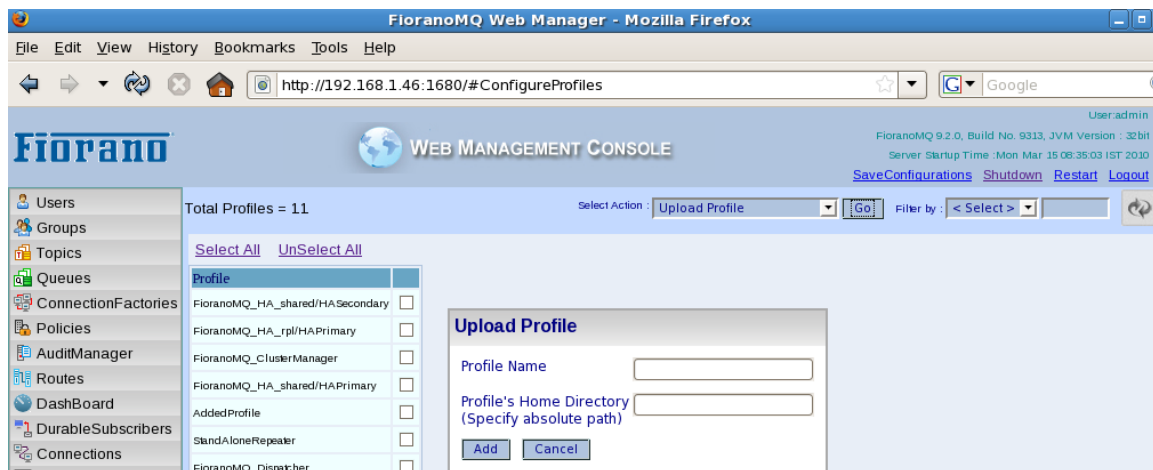 FioranoMQ Web Manager - Mozilla Firefox
File Edit View History Bookmarks Tools Help
http://192.168.1.46:1680/#ConfigureProfiles
G Google
User:admin
Fiorano
WEB MANAGEMENT CONSOLE
FioranoMQ 9.2.0, Build No. 9313, JVM Version : 32bit
Server Startup Time :Mon Mar 15 08:35:03 IST 2010
SaveConfigurations Shutdown Restart Logout
Users
Groups
Topics
Queues
ConnectionFactories
Policies
AuditManager
Routes
DashBoard
DurableSubscribers
Connections
Total Profiles = 11
Select Action : Upload Profile Go Filter by : < Select >
Select All UnSelect All
Profile
FioranoMQ_HA_shared/HASecondary
FioranoMQ_HA_rpl/HAPrimary
FioranoMQ_ClusterManager
FioranoMQ_HA_shared/HAPrimary
AddedProfile
StandAloneRepeater
FioranoMQ_Dispatcher
Upload Profile
Profile Name
Profile's Home Directory
(Specify absolute path)
Add Cancel